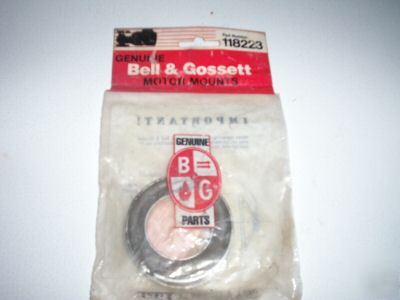 Part Number
118223
GENUINE
Bell & Gossett
MOTOR MOUNTS
IMPORTANT!
GENUINE
B
G
PARTS